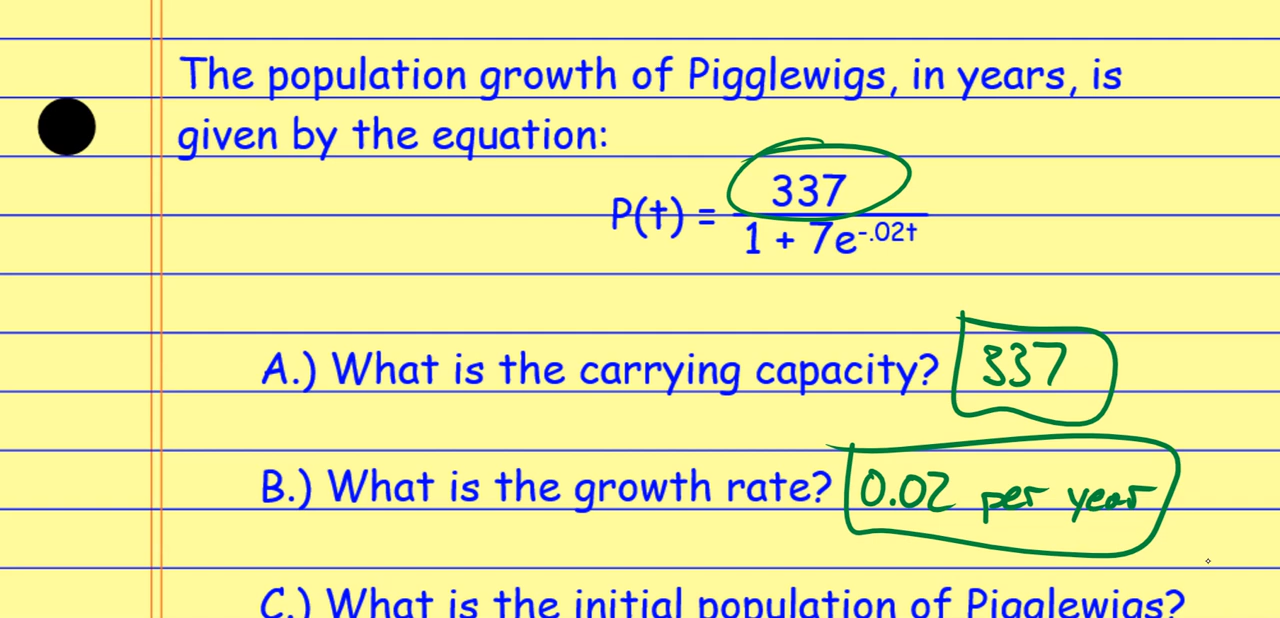 The population growth of Pigglewigs, in years, is
given by the equation:
337
P(t) =
1 + 7e^-.02t
A.) What is the carrying capacity? 337
B.) What is the growth rate? 0.02 per year
C.) What is the initial population of Pigglewigs?